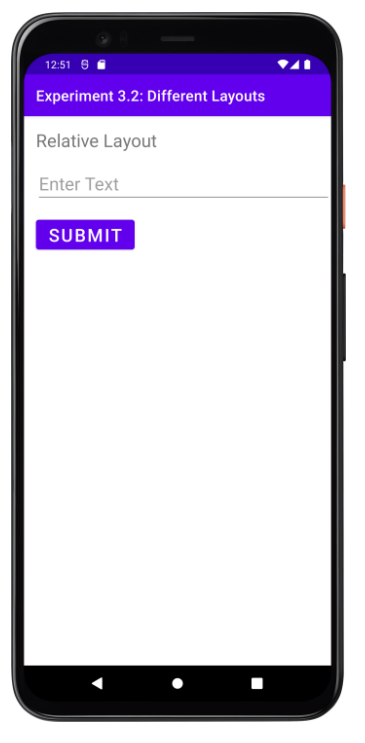 12:51
Experiment 3.2: Different Layouts
Relative Layout
Enter Text
SUBMIT